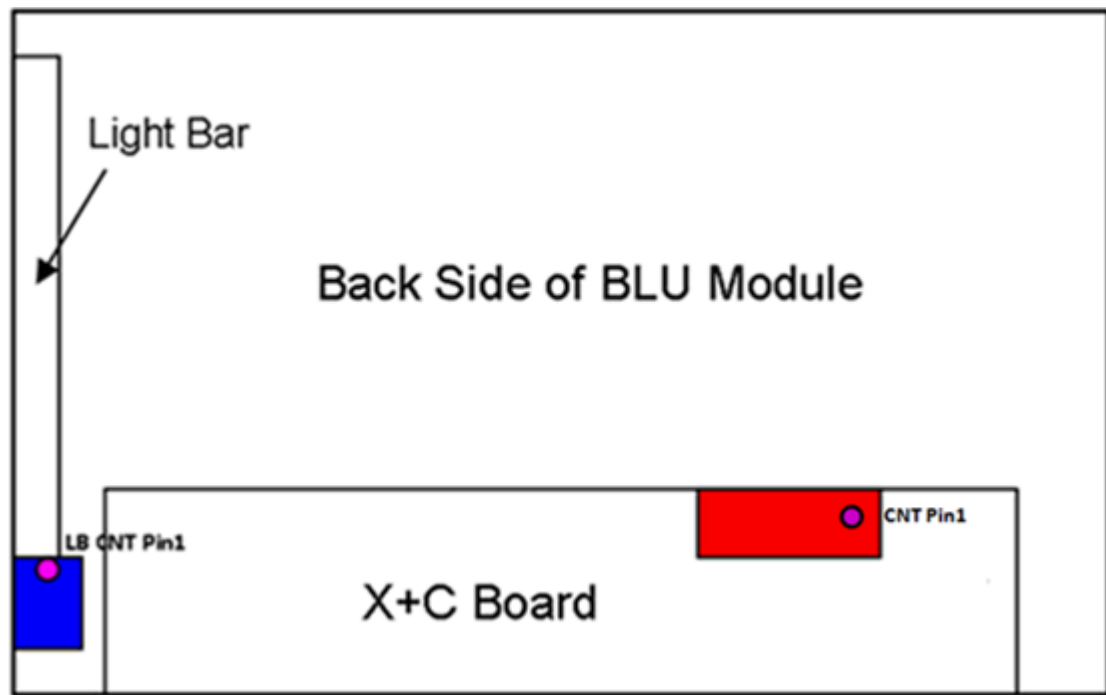 Light Bar
Back Side of BLU Module
CNT Pin1
LB CNT Pin1
X+C Board